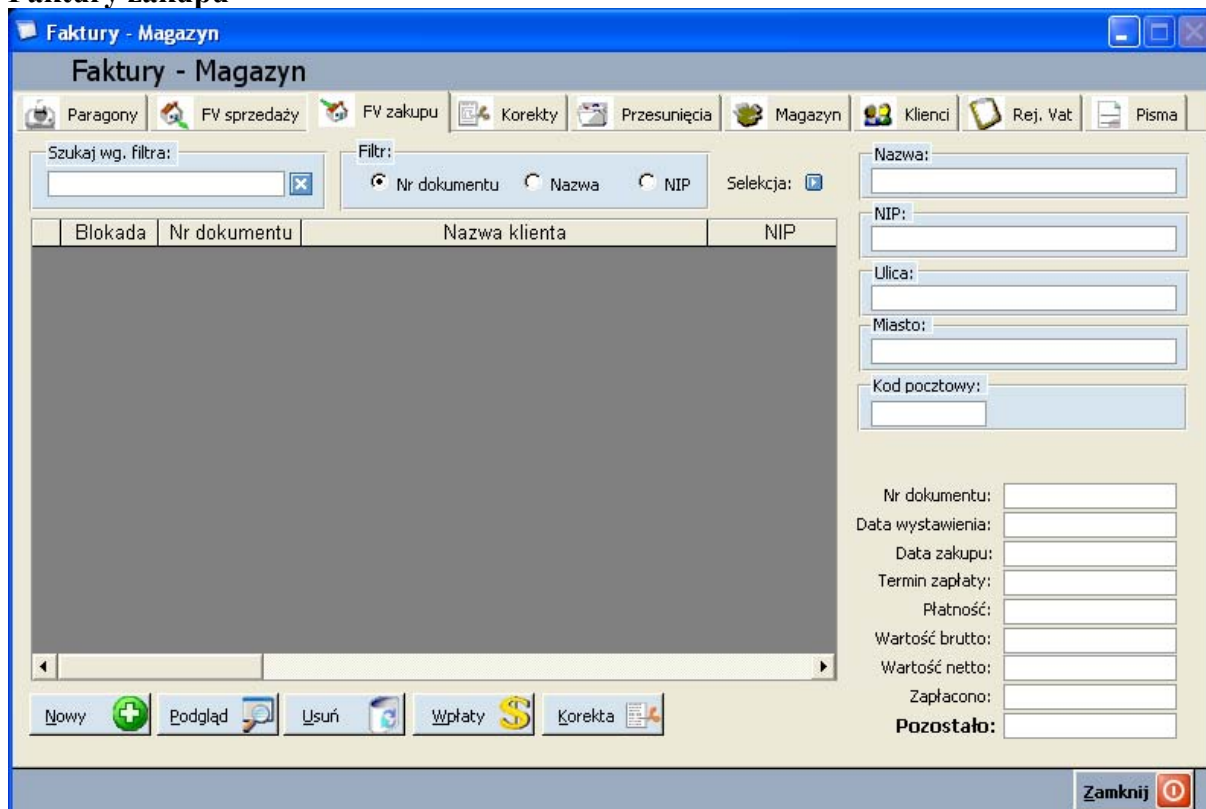 Faktury zakupu
Faktury - Magazyn
Faktury - Magazyn
Paragony FV sprzedaży FV zakupu Korekty Przesunięcia Magazyn Klienci Rej. Vat Pisma
Szukaj wg. filtra: Filtr: Nazwa:
Nr dokumentu Nazwa NIP Selekcja:
NIP:
Blokada Nr dokumentu Nazwa klienta NIP
Ulica:
Miasto:
Kod pocztowy:
Nr dokumentu:
Data wystawienia:
Data zakupu:
Termin zapłaty:
Płatność:
Wartość brutto:
Wartość netto:
Zapłacono:
Pozostało:
Nowy Podgląd Usuń Wpłaty Korekta
Zamknij